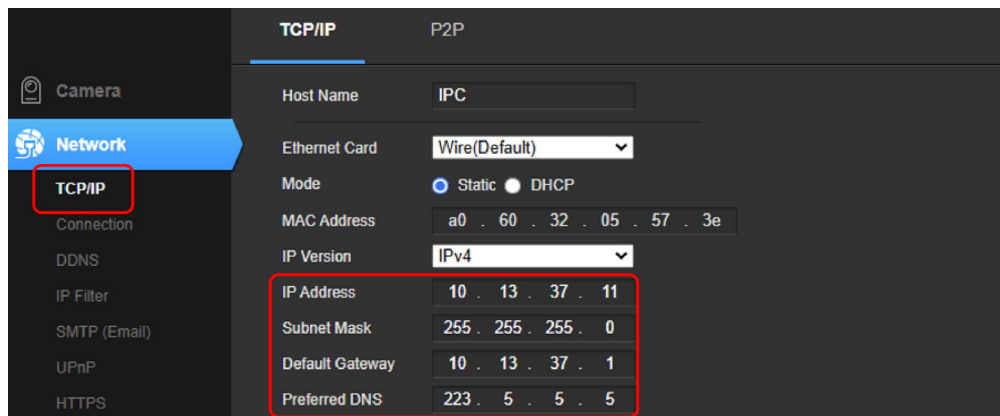 TCP/IP P2P
Camera
Host Name IPC
Network
Ethernet Card Wire(Default)
TCP/IP
Mode Static DHCP
Connection
MAC Address a0 . 60 . 32 . 05 . 57 . 3e
DDNS
IP Version IPv4
IP Filter
IP Address 10 . 13 . 37 . 11
SMTP (Email)
Subnet Mask 255 . 255 . 255 . 0
UPnP
Default Gateway 10 . 13 . 37 . 1
HTTPS
Preferred DNS 223 . 5 . 5 . 5